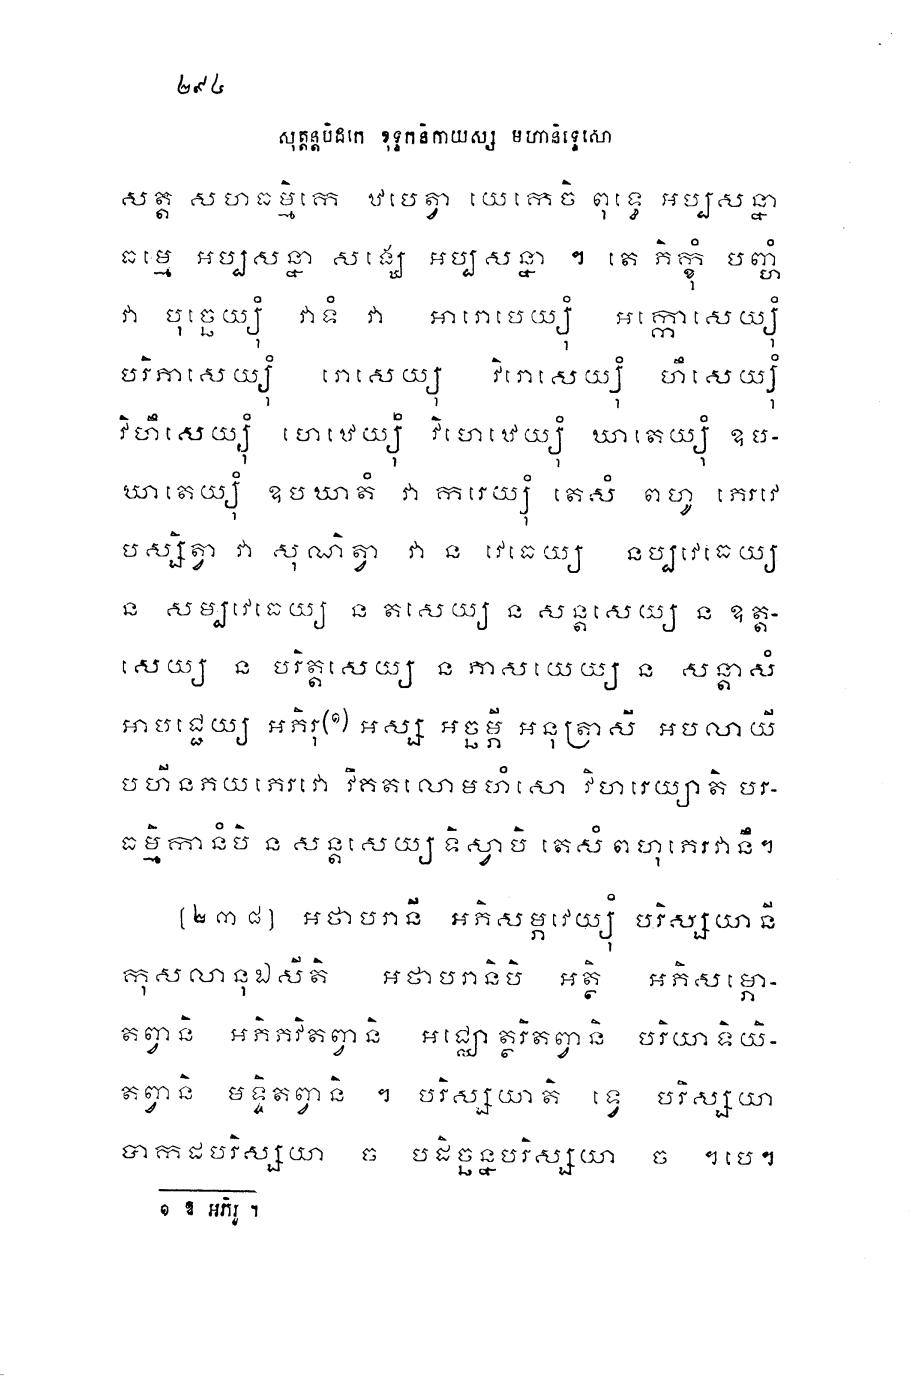 ២៩៤
សុត្តន្តបិដកេ ខុទ្ទកនិកាយស្ស មហានិទ្ទេសោ
សត្ត សហធម្មិកេ ឋបេត្វា យេកេចិ ពុទ្ធេ អប្បសន្នា
ធម្មេ អប្បសន្នា សង្ឃេ អប្បសន្នា ។ តេ ភិក្ខុំ បញ្ហំ
វា បុច្ឆេយ្យុំ វាទំ វា អារោបេយ្យុំ អក្កោសេយ្យុំ
បរិភាសេយ្យុំ រោសេយ្យុ វិរោសេយ្យុំ ហឹសេយ្យុំ
វិហឹសេយ្យុំ ហេឋេយ្យុំ វិហេឋេយ្យុំ ឃាតេយ្យុំ ឧប-
ឃាតេយ្យុំ ឧបឃាតំ វា ករេយ្យុំ តេសំ ពហូ ភេរវេ
បស្សិត្វា វា សុណិត្វា វា ន វេធេយ្យ នប្បវេធេយ្យ
ន សម្បវេធេយ្យ ន តសេយ្យ ន សន្តសេយ្យ ន ឧត្ត-
សេយ្យ ន បរិត្តសេយ្យ ន ភាសយេយ្យ ន សន្តាសំ
អាបជ្ជេយ្យ អភិរុ(១) អស្ស អច្ឆម្ភី អនុត្រាសី អបលាយី
បហីនភយភេរវោ វិគតលោមហំសោ វិហរេយ្យាតិ បរ-
ធម្មិកានំបិ ន សន្តសេយ្យទិស្វាបិ តេសំពហុភេរវានិ។
[២៣៨] អថាបរានិ អភិសម្ភវេយ្យុំ បរិស្សយានិ
កុសលានុឯសីតិ អថាបរានិបិ អត្ថិ អភិសម្ភោ-
តព្វានិ អភិភវិតព្វានិ អជ្ឈោត្ថរិតព្វានិ បរិយាទិយិ-
តព្វានិ មទ្ទិតព្វានិ ។ បរិស្សយាតិ ទ្វេ បរិស្សយា
បាកដបរិស្សយា ច បដិច្ឆន្នបរិស្សយា ច ។បេ។
១ ឱ អភិរូ ។